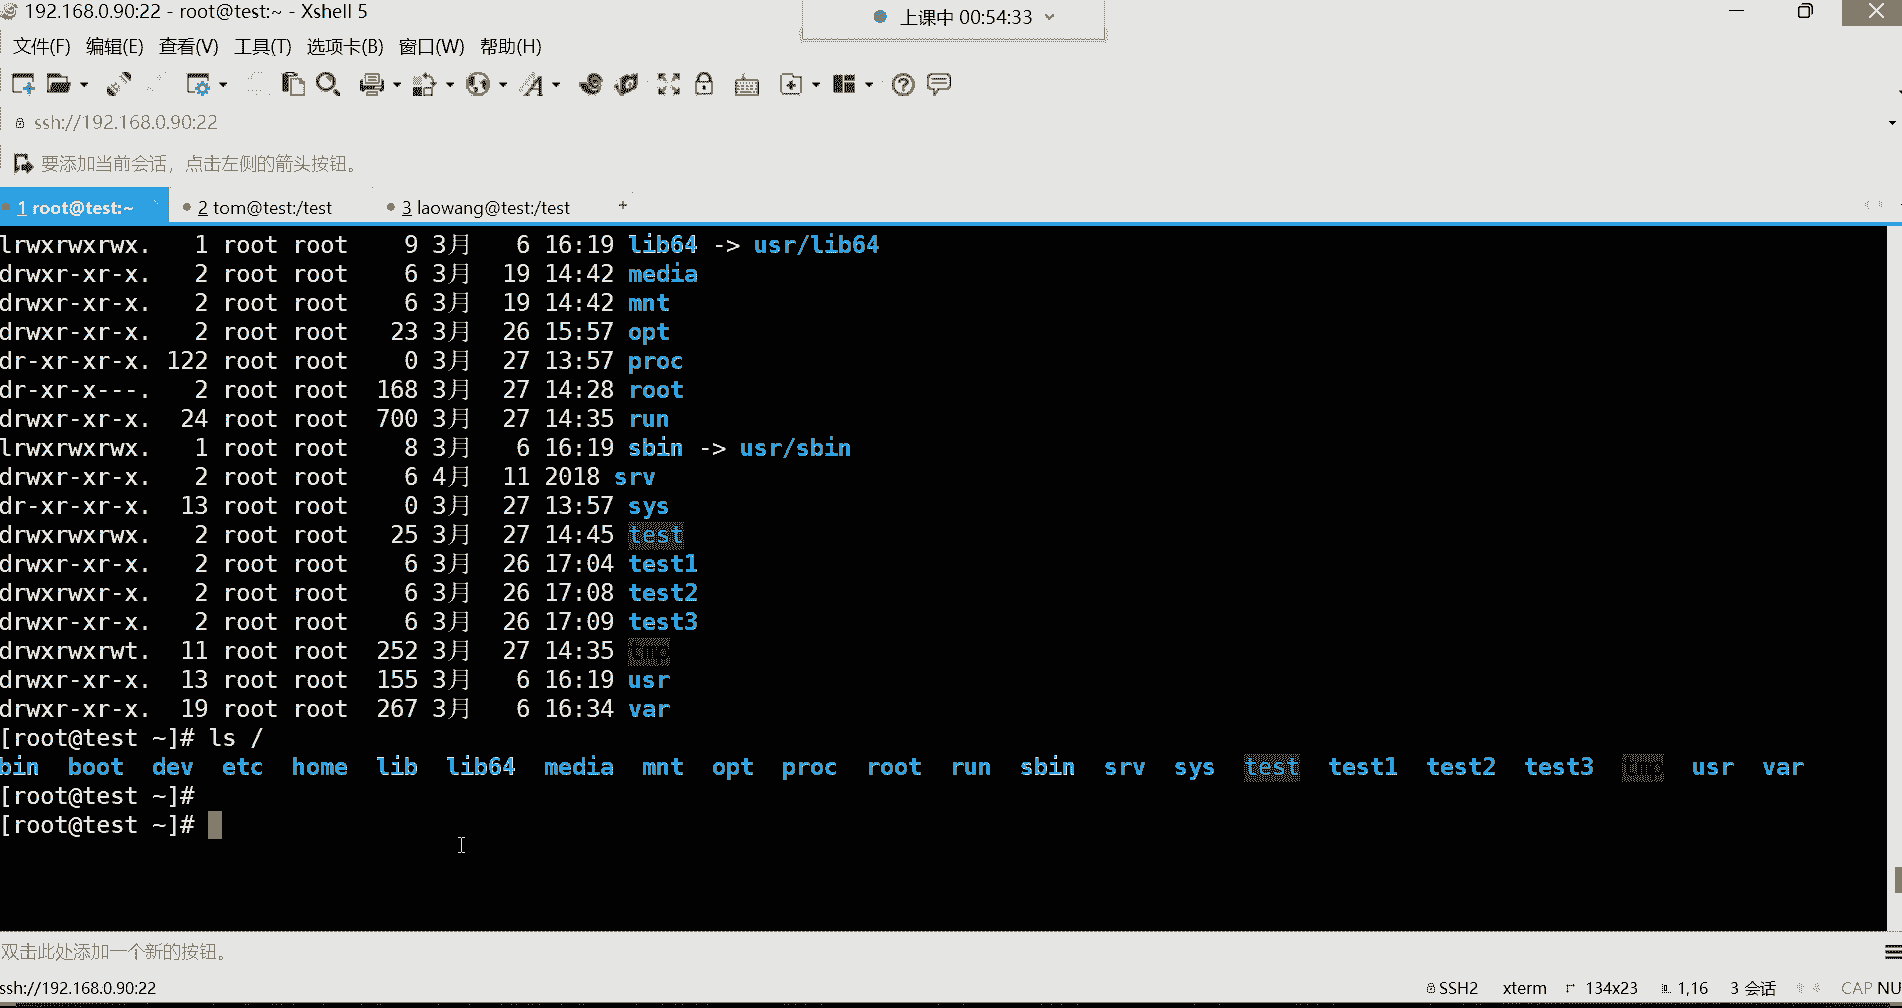 192.168.0.90:22 - root@test:~ - Xshell 5
上课中 00:54:33
文件(F) 编辑(E) 查看(V) 工具(T) 选项卡(B) 窗口(W) 帮助(H)
ssh://192.168.0.90:22
要添加当前会话，点击左侧的箭头按钮。
1 root@test:~ 2 tom@test:/test 3 laowang@test:/test +
lrwxrwxrwx.   1 root root    9 3月   6 16:19 lib64 -> usr/lib64
drwxr-xr-x.   2 root root    6 3月  19 14:42 media
drwxr-xr-x.   2 root root    6 3月  19 14:42 mnt
drwxr-xr-x.   2 root root   23 3月  26 15:57 opt
dr-xr-xr-x. 122 root root    0 3月  27 13:57 proc
dr-xr-x---.   2 root root  168 3月  27 14:28 root
drwxr-xr-x.  24 root root  700 3月  27 14:35 run
lrwxrwxrwx.   1 root root    8 3月   6 16:19 sbin -> usr/sbin
drwxr-xr-x.   2 root root    6 4月  11 2018 srv
dr-xr-xr-x.  13 root root    0 3月  27 13:57 sys
drwxrwxrwx.   2 root root   25 3月  27 14:45 test
drwxr-xr-x.   2 root root    6 3月  26 17:04 test1
drwxrwxr-x.   2 root root    6 3月  26 17:08 test2
drwxr-xr-x.   2 root root    6 3月  26 17:09 test3
drwxrwxrwt.  11 root root  252 3月  27 14:35 tmp
drwxr-xr-x.  13 root root  155 3月   6 16:19 usr
drwxr-xr-x.  19 root root  267 3月   6 16:34 var
[root@test ~]# ls /
bin  boot  dev  etc  home  lib  lib64  media  mnt  opt  proc  root  run  sbin  srv  sys  test  test1  test2  test3  tmp  usr  var
[root@test ~]#
[root@test ~]#
双击此处添加一个新的按钮。
ssh://192.168.0.90:22 SSH2 xterm 134x23 1,16 3 会话 CAP NU